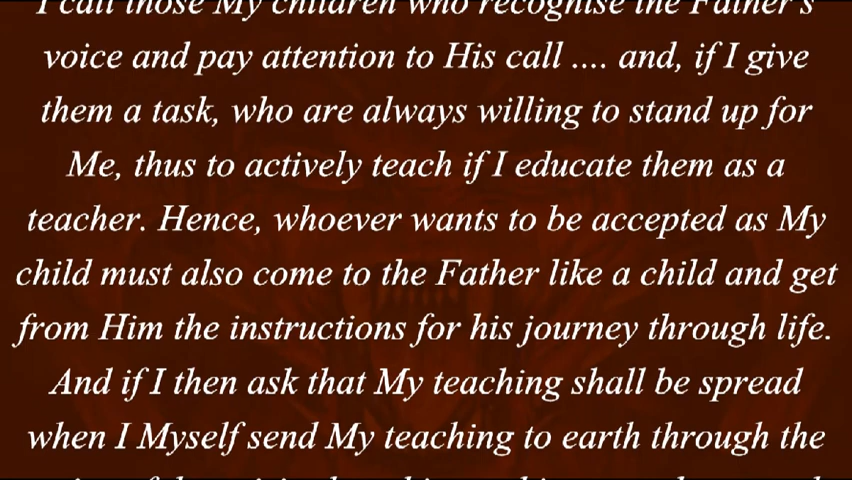 I call those My children who recognise the Father's
voice and pay attention to His call .... and, if I give
them a task, who are always willing to stand up for
Me, thus to actively teach if I educate them as a
teacher. Hence, whoever wants to be accepted as My
child must also come to the Father like a child and get
from Him the instructions for his journey through life.
And if I then ask that My teaching shall be spread
when I Myself send My teaching to earth through the